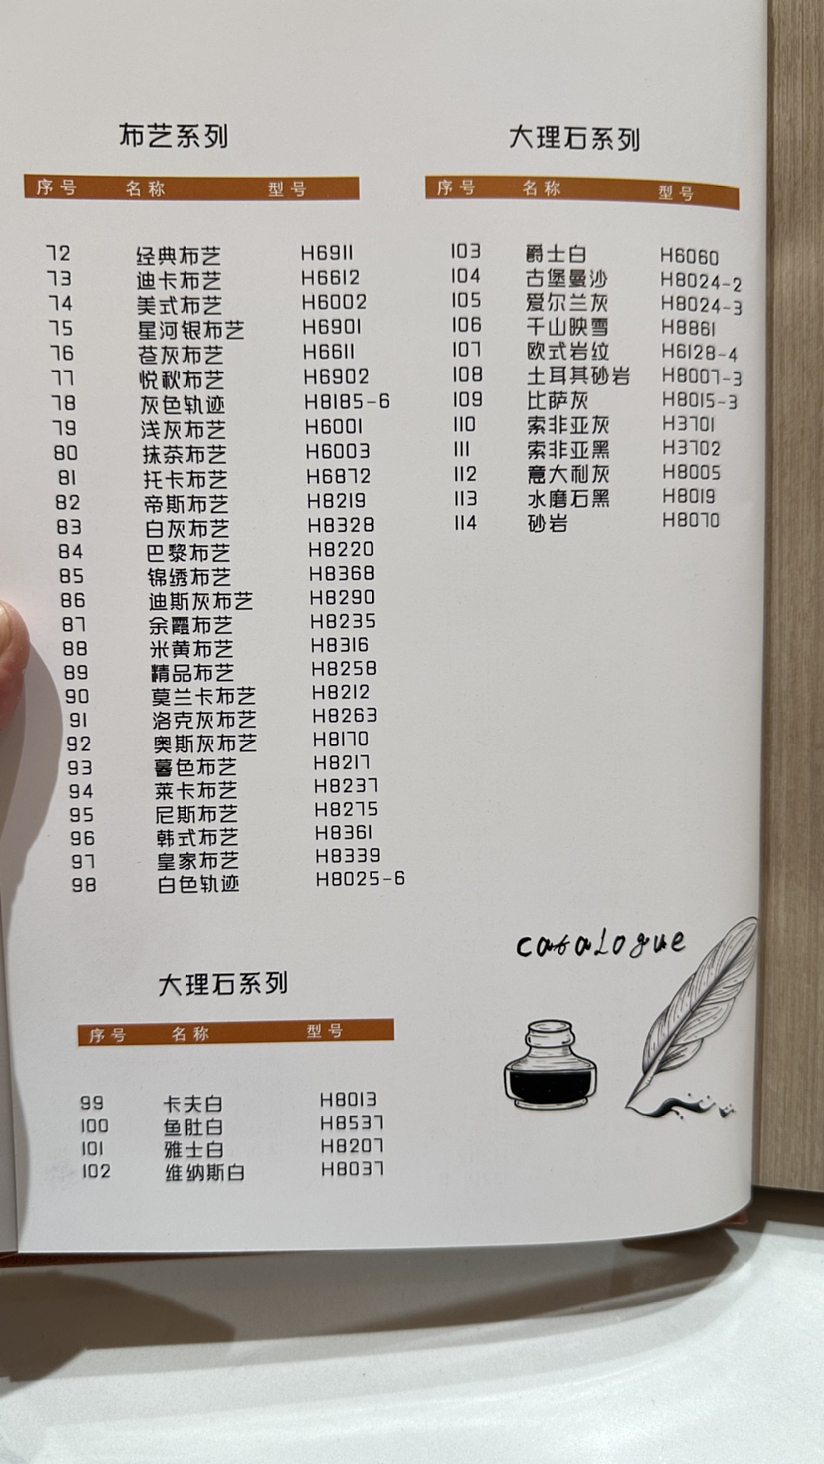 布艺系列
序号 名称 型号
72 经典布艺 H6911
73 迪卡布艺 H6612
74 美式布艺 H6002
75 星河银布艺 H6901
76 苍灰布艺 H6611
77 悦秋布艺 H6902
78 灰色轨迹 H8185-6
79 浅灰布艺 H6001
80 抹茶布艺 H6003
81 托卡布艺 H6872
82 帝斯布艺 H8219
83 白灰布艺 H8328
84 巴黎布艺 H8220
85 锦绣布艺 H8368
86 迪斯灰布艺 H8290
87 余霞布艺 H8235
88 米黄布艺 H8316
89 精品布艺 H8258
90 莫兰卡布艺 H8212
91 洛克灰布艺 H8263
92 奥斯灰布艺 H8170
93 暮色布艺 H8217
94 莱卡布艺 H8237
95 尼斯布艺 H8275
96 韩式布艺 H8361
97 皇家布艺 H8339
98 白色轨迹 H8025-6
大理石系列
序号 名称 型号
99 卡夫白 H8013
100 鱼肚白 H8537
101 雅士白 H8207
102 维纳斯白 H8037
大理石系列
序号 名称 型号
103 爵士白 H6060
104 古堡曼沙 H8024-2
105 爱尔兰灰 H8024-3
106 千山映雪 H8861
107 欧式岩纹 H6128-4
108 土耳其砂岩 H8007-3
109 比萨灰 H8015-3
110 索非亚灰 H3701
111 索非亚黑 H3702
112 意大利灰 H8005
113 水磨石黑 H8019
114 砂岩 H8070
catalogue